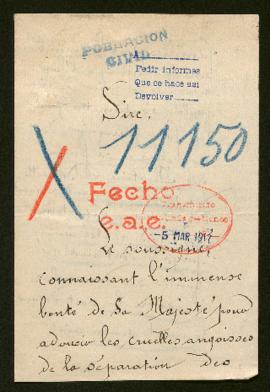 POBLACION
CIVIL
Pedir informes
Que se hace asi
Devolver
Sire,
11150
Fecho
e.a.e.
-5 MAR 1917
Le soussigné,
connaissant l'immense
bonté de Sa Majesté pour
adoucir les cruelles angoisses
de la séparation des